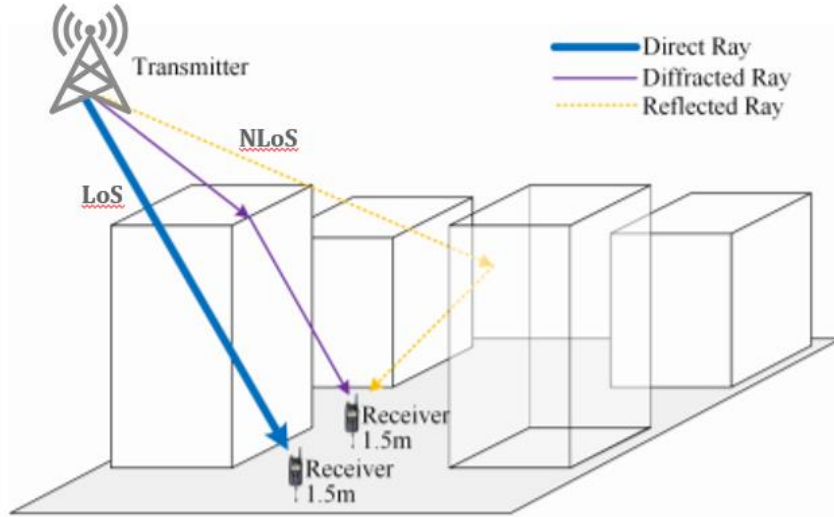 Direct Ray
Transmitter
Diffracted Ray
Reflected Ray
NLoS
LoS
Receiver
1.5m
Receiver
1.5m